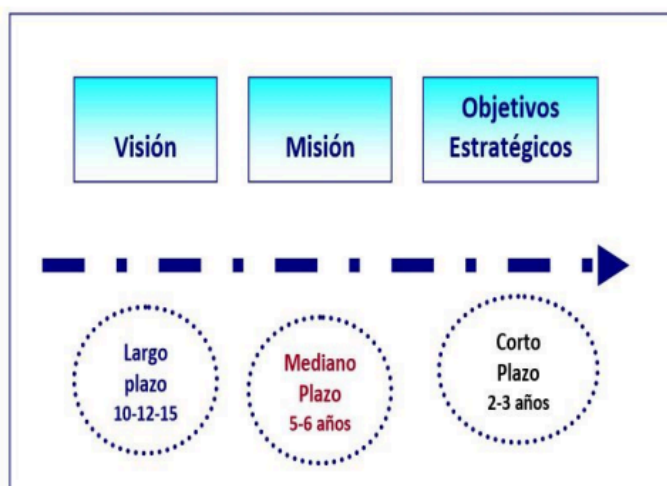 Visión
Misión
Objetivos
Estratégicos
Largo
plazo
10-12-15
Mediano
Plazo
5-6 años
Corto
Plazo
2-3 años